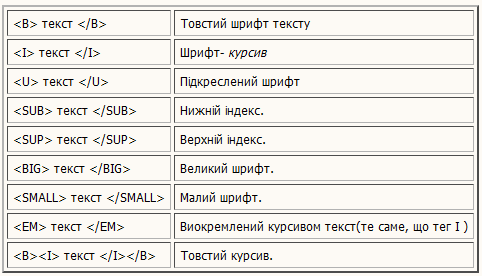 <B> текст </B> Товстий шрифт тексту
<I> текст </I> Шрифт- курсив
<U> текст </U> Підкреслений шрифт
<SUB> текст </SUB> Нижній індекс.
<SUP> текст </SUP> Верхній індекс.
<BIG> текст </BIG> Великий шрифт.
<SMALL> текст </SMALL> Малий шрифт.
<EM> текст </EM> Виокремлений курсивом текст(те саме, що тег I )
<B><I> текст </I></B> Товстий курсив.